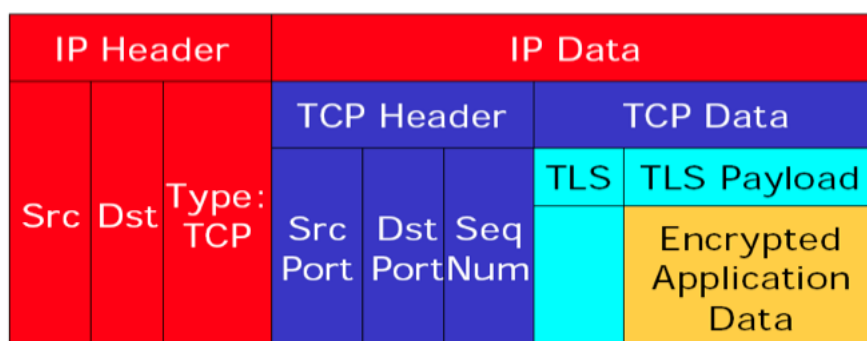 IP Header
IP Data
TCP Header
TCP Data
Src
Dst
Type:
TCP
Src
Port
Dst
Port
Seq
Num
TLS
TLS Payload
Encrypted
Application
Data